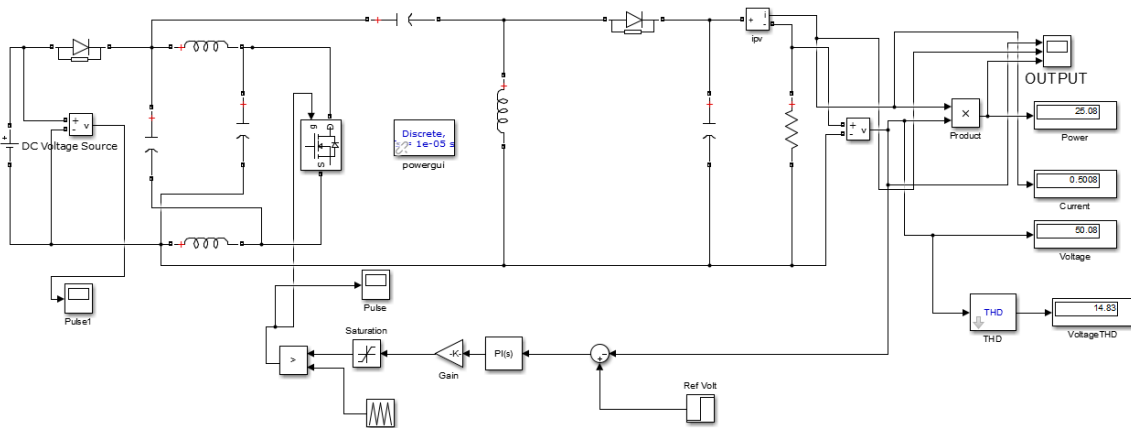 ipv
i
+
-
OUTPUT
+
-
v
DC Voltage Source
g
D
S
Discrete,
= 1e-05 s
powergui
+
-
v
×
Product
25.08
Power
0.5008
Current
50.08
Voltage
Pulse1
Pulse
THD
THD
14.83
VoltageTHD
Saturation
>
-K-
Gain
PI(s)
Ref Volt